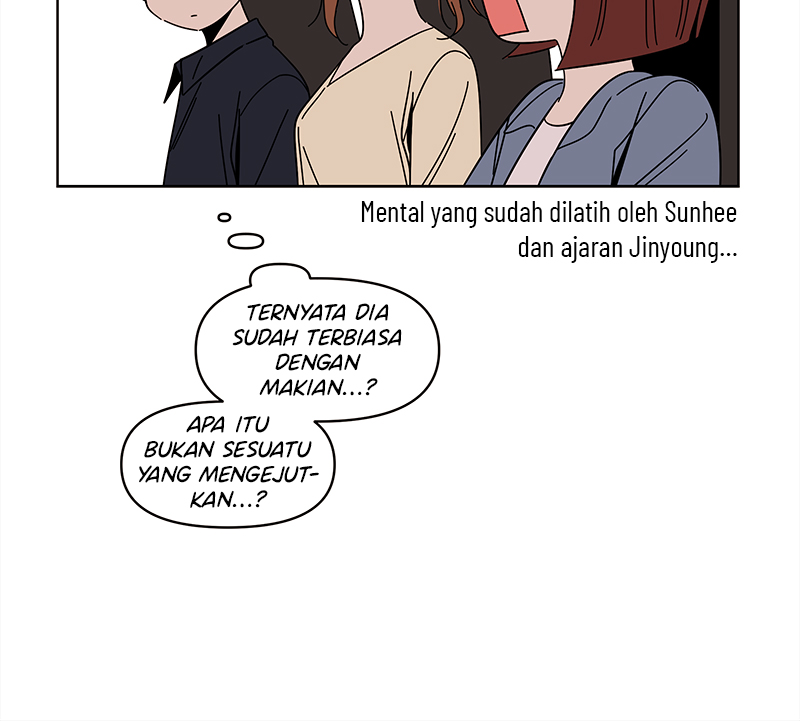 Mental yang sudah dilatih oleh Sunhee
dan ajaran Jinyoung...
TERNYATA DIA
SUDAH TERBIASA
DENGAN
MAKIAN...?
APA ITU
BUKAN SESUATU
YANG MENGEJUT-
KAN...?